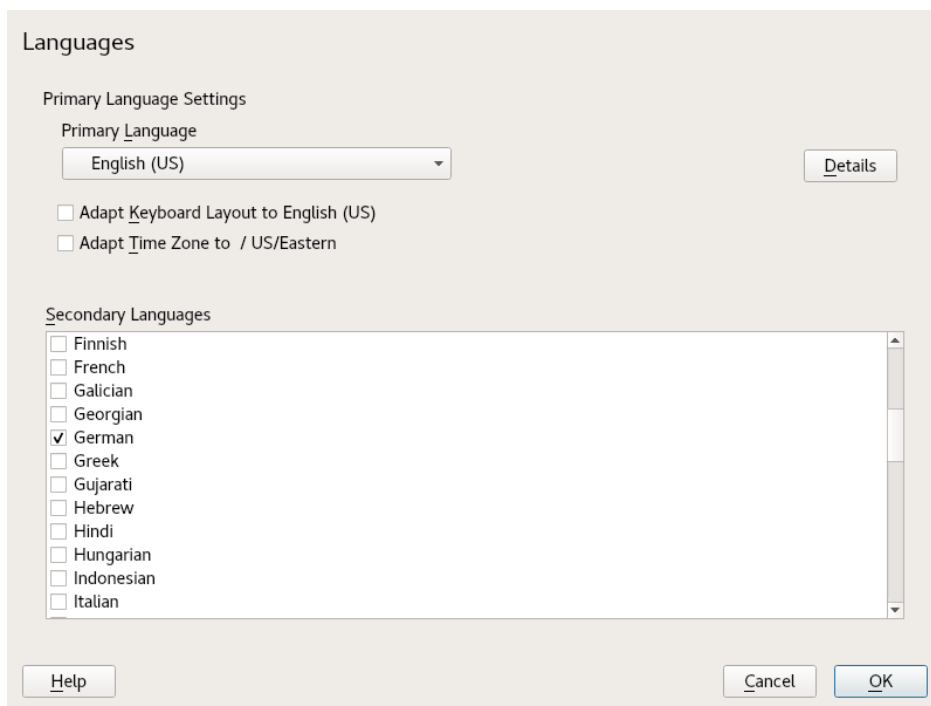 Languages
Primary Language Settings
Primary Language
English (US)
Details
Adapt Keyboard Layout to English (US)
Adapt Time Zone to / US/Eastern
Secondary Languages
Finnish
French
Galician
Georgian
German
Greek
Gujarati
Hebrew
Hindi
Hungarian
Indonesian
Italian
Help
Cancel
OK